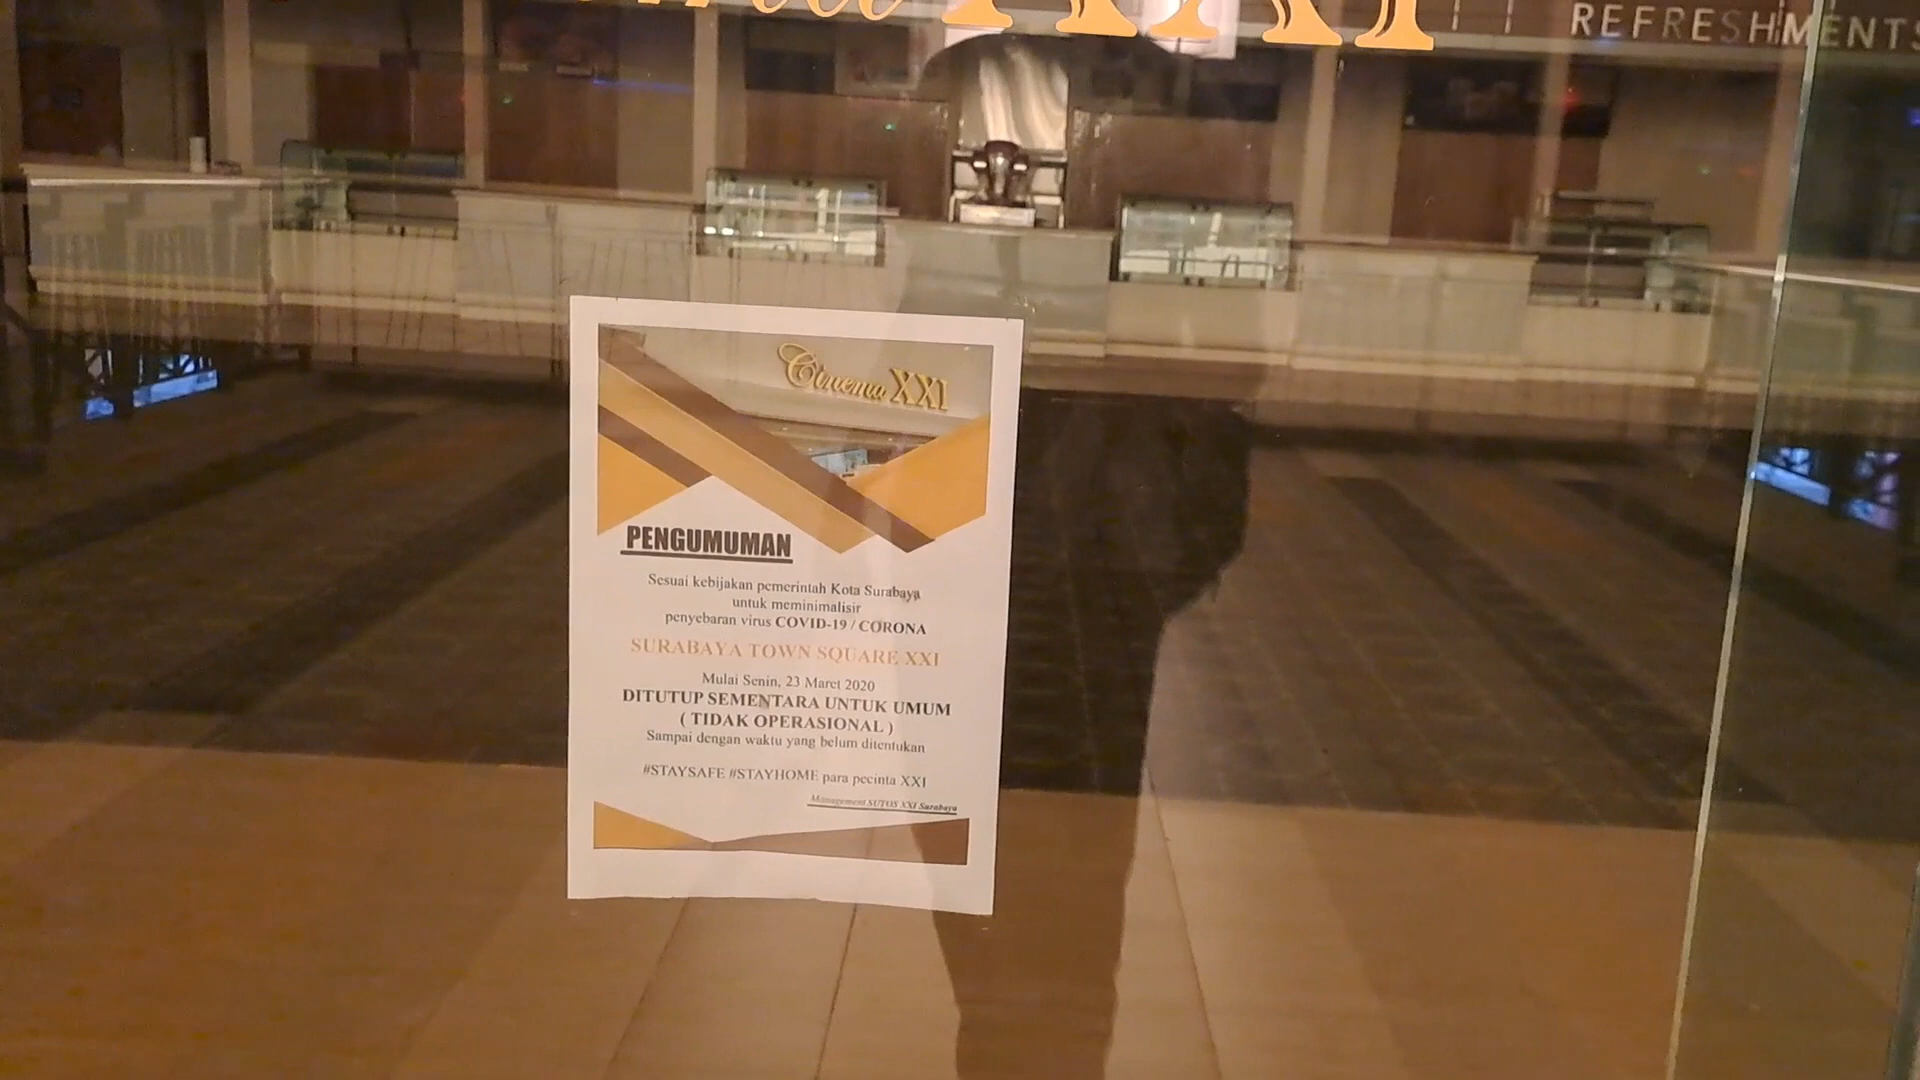 XXI
REFRESHMENTS
Cinema XXI
PENGUMUMAN
Sesuai kebijakan pemerintah Kota Surabaya
untuk meminimalisir
penyebaran virus COVID-19 / CORONA
SURABAYA TOWN SQUARE XXI
Mulai Senin, 23 Maret 2020
DITUTUP SEMENTARA UNTUK UMUM
( TIDAK OPERASIONAL )
Sampai dengan waktu yang belum ditentukan
#STAYSAFE #STAYHOME para pecinta XXI
Management SUTOS XXI Surabaya